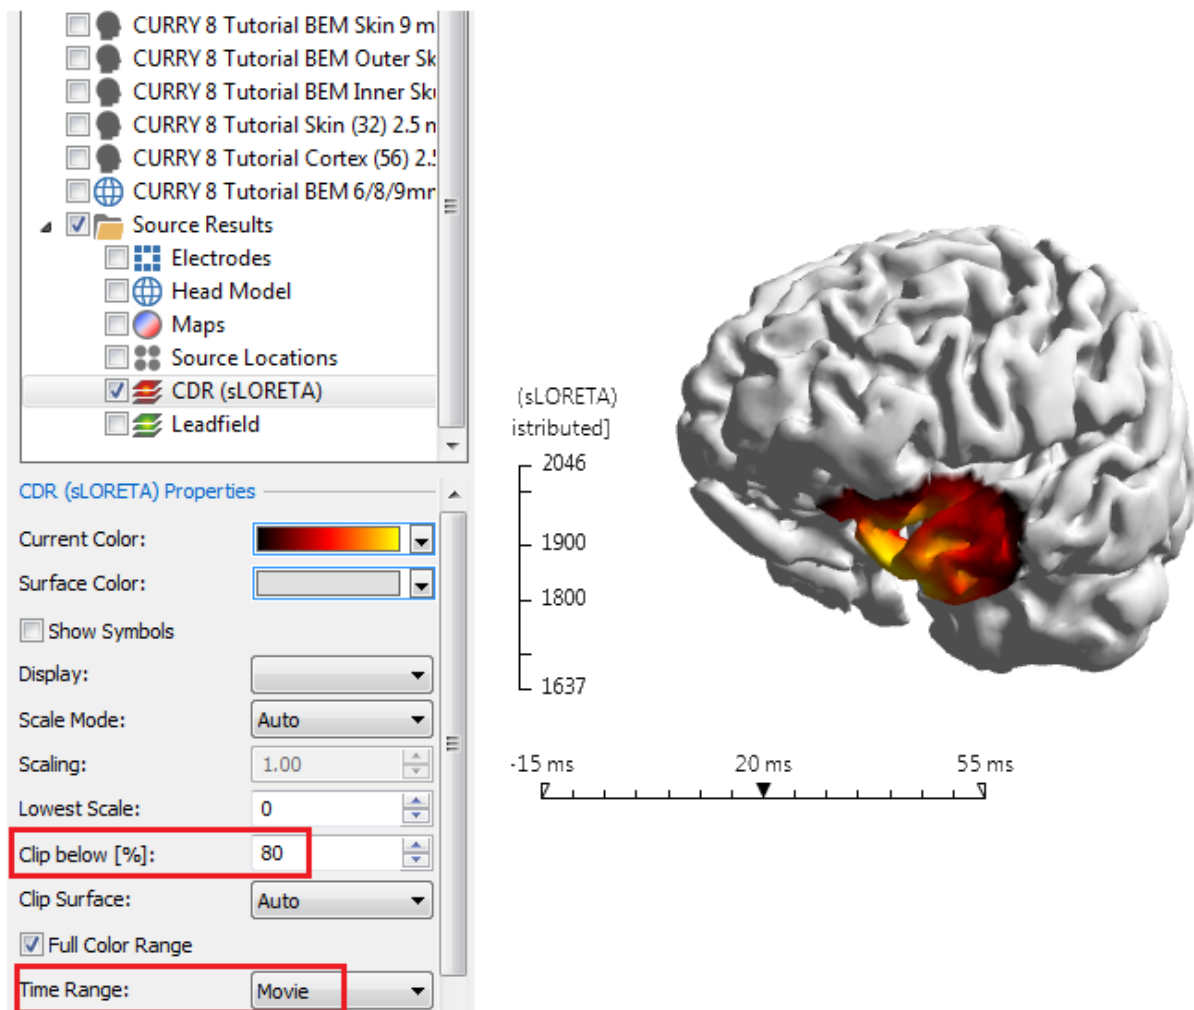 CURRY 8 Tutorial BEM Skin 9 m
CURRY 8 Tutorial BEM Outer Sk
CURRY 8 Tutorial BEM Inner Sku
CURRY 8 Tutorial Skin (32) 2.5 n
CURRY 8 Tutorial Cortex (56) 2.5
CURRY 8 Tutorial BEM 6/8/9mm
Source Results
Electrodes
Head Model
Maps
Source Locations
CDR (sLORETA)
Leadfield
CDR (sLORETA) Properties
Current Color:
Surface Color:
Show Symbols
Display:
Scale Mode: Auto
Scaling: 1.00
Lowest Scale: 0
Clip below [%]: 80
Clip Surface: Auto
Full Color Range
Time Range: Movie
(sLORETA)
istributed]
2046
1900
1800
1637
-15 ms 20 ms 55 ms